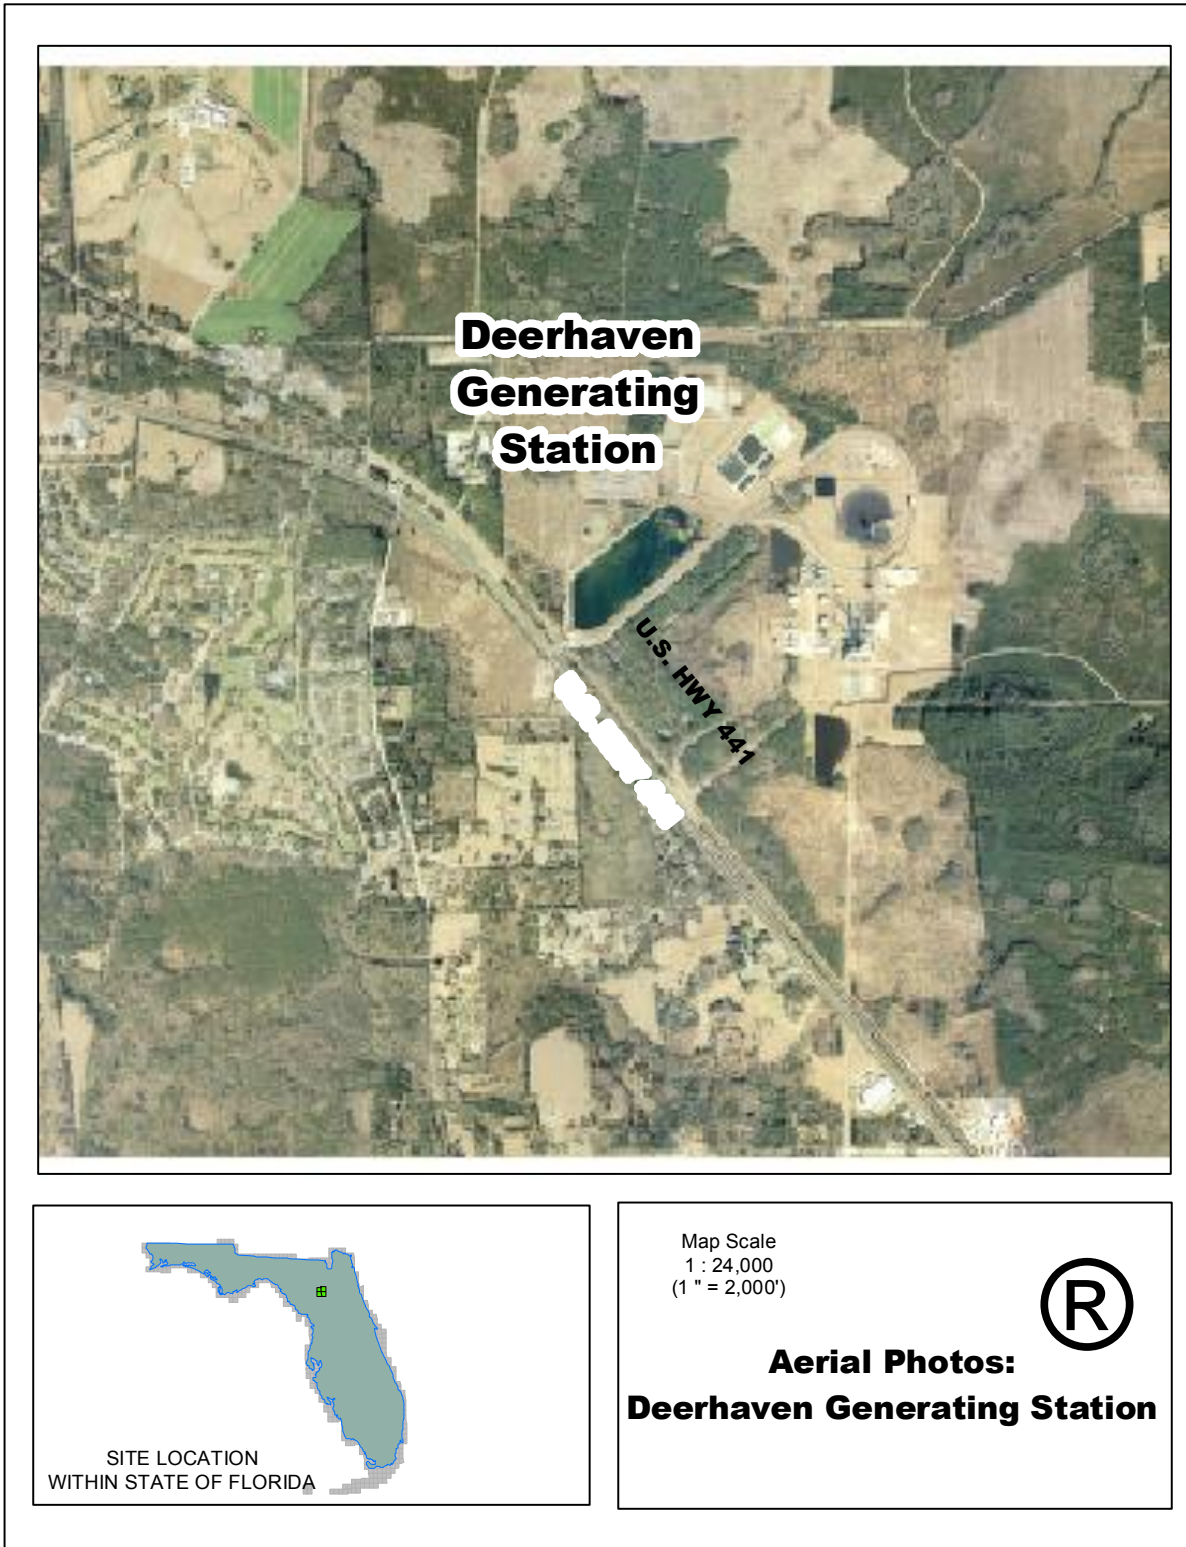 Deerhaven
Generating
Station
U.S. HWY 441
SITE LOCATION
WITHIN STATE OF FLORIDA
Map Scale
1 : 24,000
(1 " = 2,000')
®
Aerial Photos:
Deerhaven Generating Station